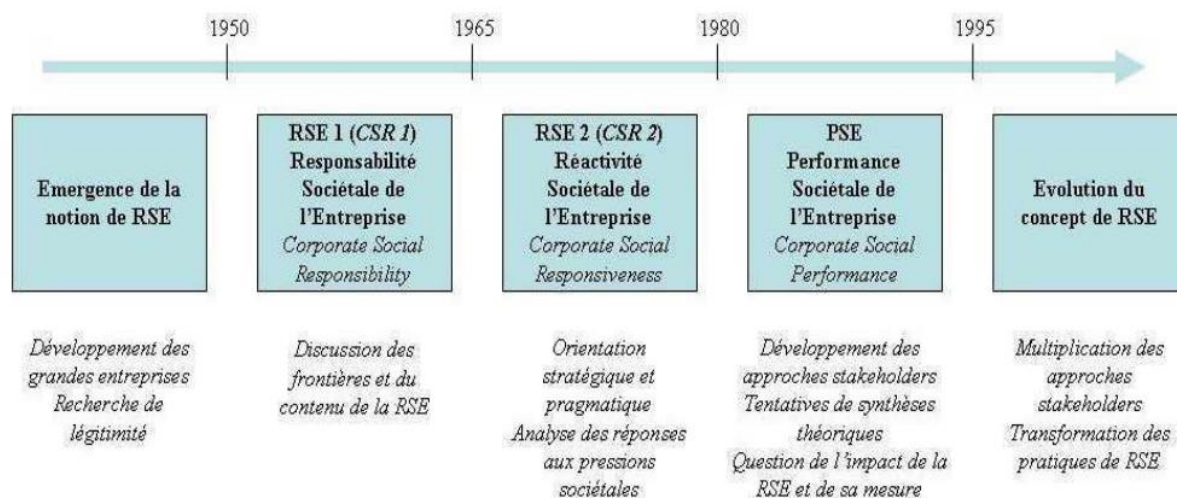 1950
1965
1980
1995
Emergence de la
notion de RSE
RSE 1 (CSR 1)
Responsabilité
Sociétale de
l'Entreprise
Corporate Social
Responsibility
RSE 2 (CSR 2)
Réactivité
Sociétale de
l'Entreprise
Corporate Social
Responsiveness
PSE
Performance
Sociétale de
l'Entreprise
Corporate Social
Performance
Evolution du
concept de RSE
Développement des
grandes entreprises
Recherche de
légitimité
Discussion des
frontières et du
contenu de la RSE
Orientation
stratégique et
pragmatique
Analyse des réponses
aux pressions
sociétales
Développement des
approches stakeholders
Tentatives de synthèses
théoriques
Question de l'impact de la
RSE et de sa mesure
Multiplication des
approches
stakeholders
Transformation des
pratiques de RSE